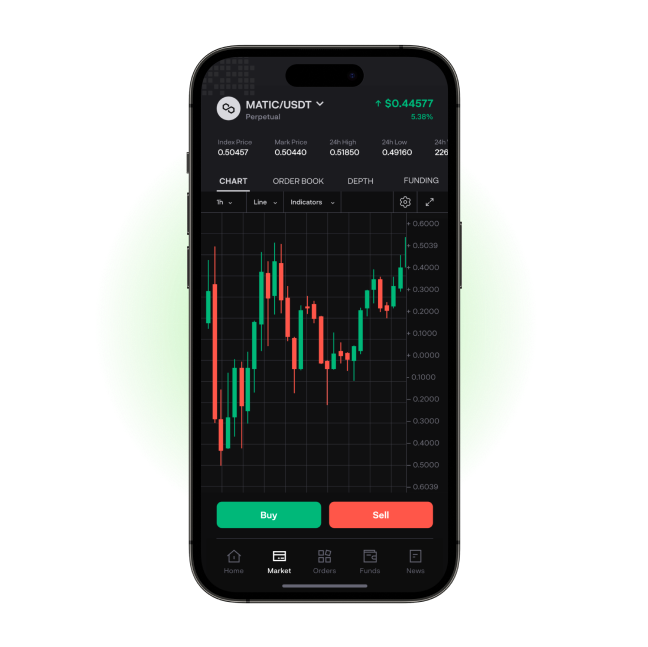 MATIC/USDT
↑ $0.44577
Perpetual
5.38%
Index Price Mark Price 24h High 24h Low 24h
0.50457 0.50440 0.51850 0.49160 226
CHART ORDER BOOK DEPTH FUNDING
1h Line Indicators
+ 0.6000
+ 0.5039
+ 0.4000
+ 0.3000
+ 0.2000
+ 0.1000
+ 0.0000
- 0.1000
- 0.2000
- 0.3000
- 0.4000
- 0.5000
- 0.6039
Buy Sell
Home Market Orders Funds News